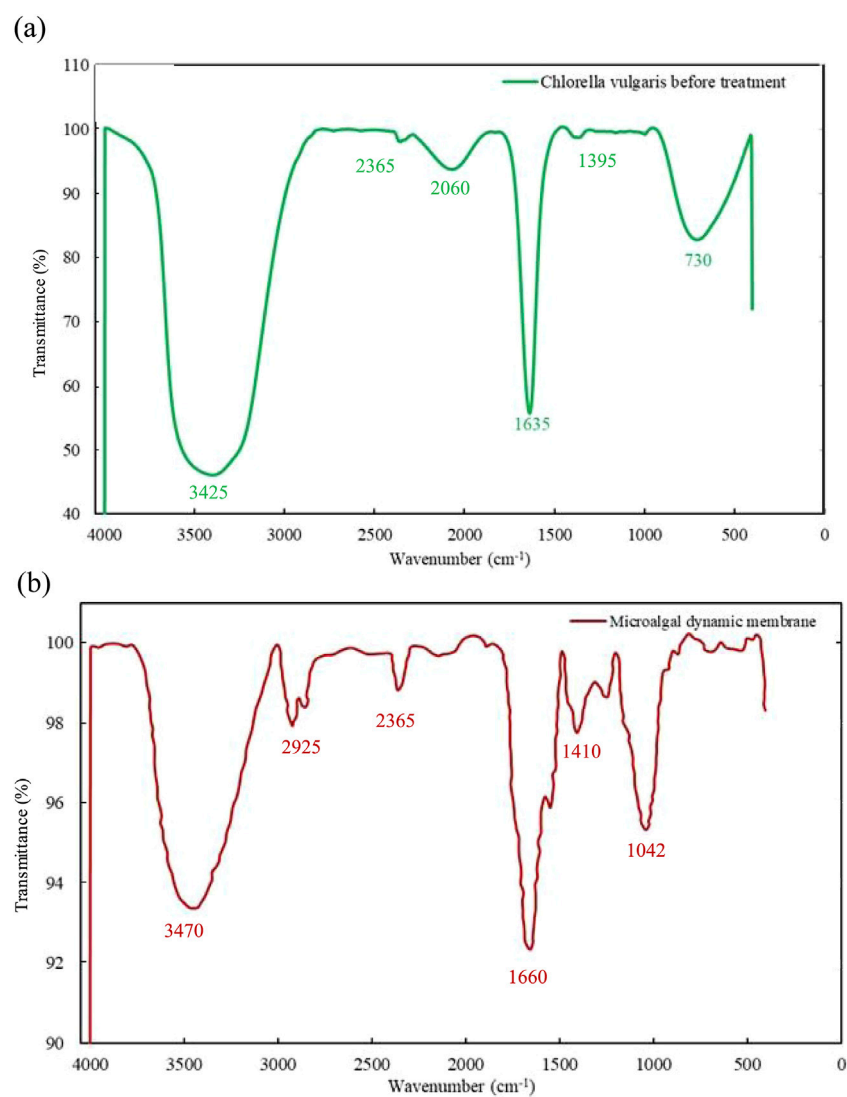 (a)
110
100
90
80
70
60
50
40
Transmittance (%)
Chlorella vulgaris before treatment
2365
2060
1395
730
1635
3425
4000 3500 3000 2500 2000 1500 1000 500 0
Wavenumber (cm⁻¹)
(b)
100
98
96
94
92
90
Transmittance (%)
Microalgal dynamic membrane
2925
2365
1410
1042
3470
1660
4000 3500 3000 2500 2000 1500 1000 500 0
Wavenumber (cm⁻¹)